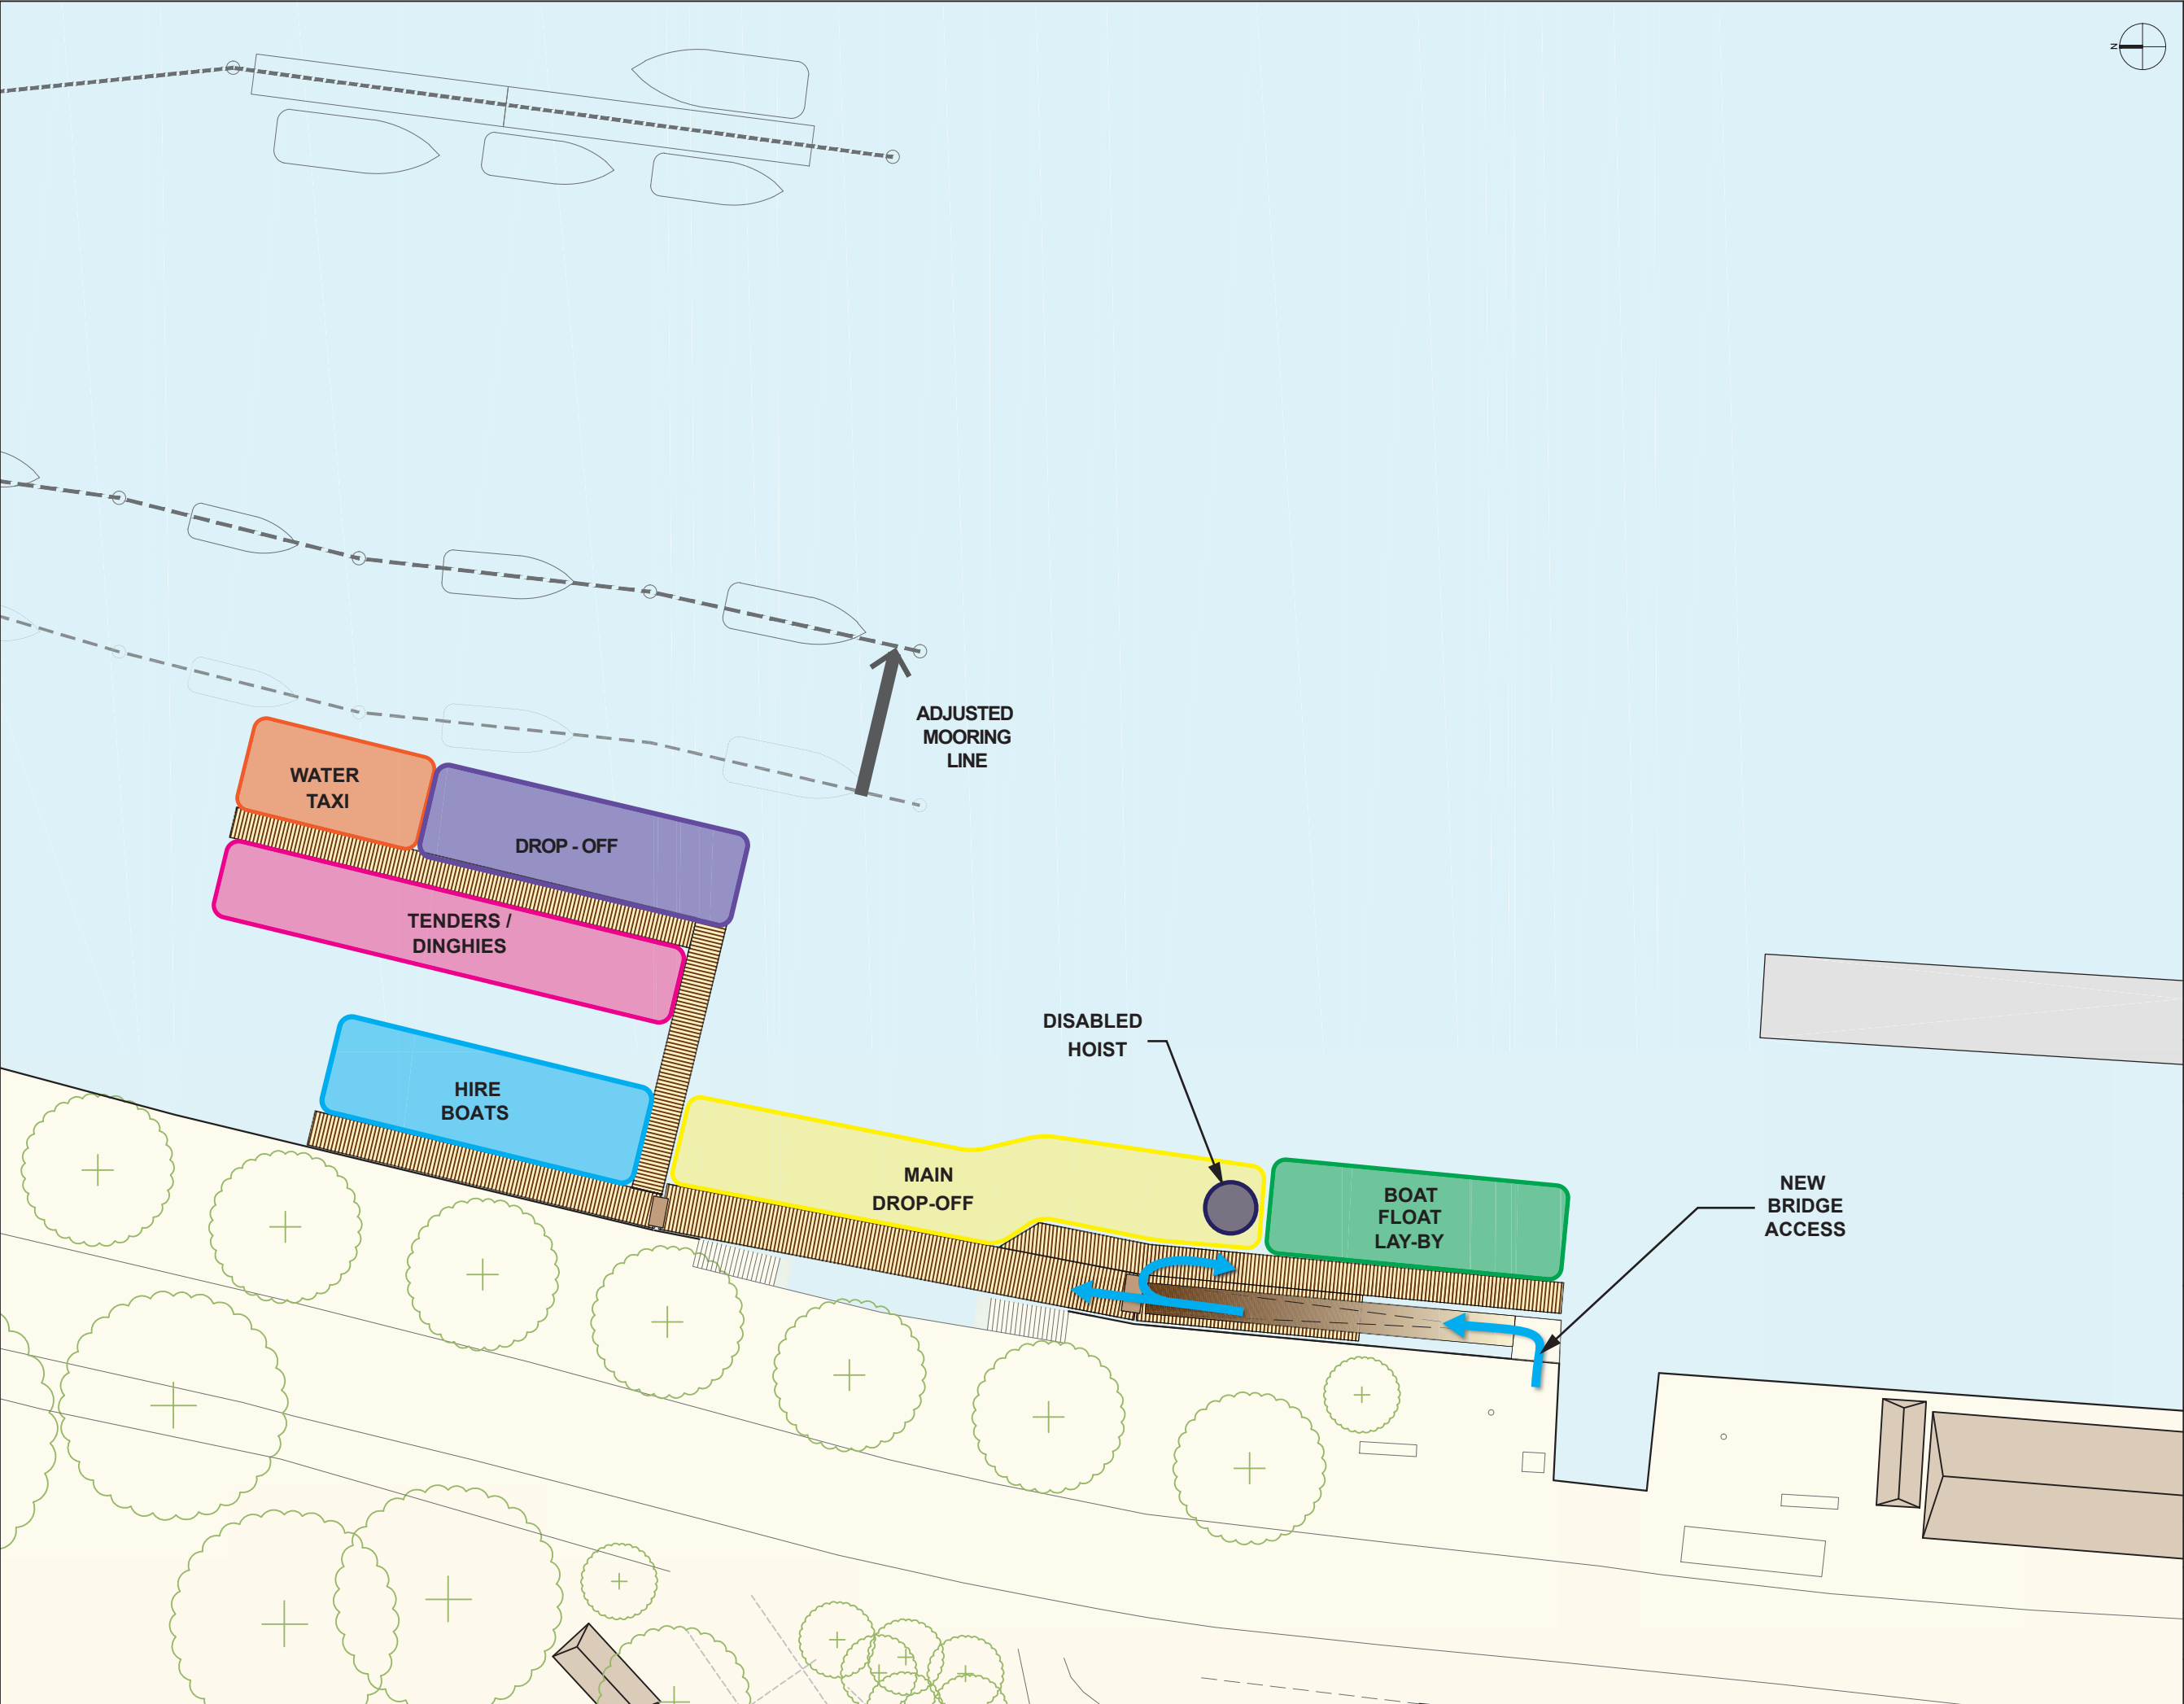 N
ADJUSTED
MOORING
LINE
WATER
TAXI
DROP - OFF
TENDERS /
DINGHIES
DISABLED
HOIST
HIRE
BOATS
MAIN
DROP-OFF
BOAT
FLOAT
LAY-BY
NEW
BRIDGE
ACCESS